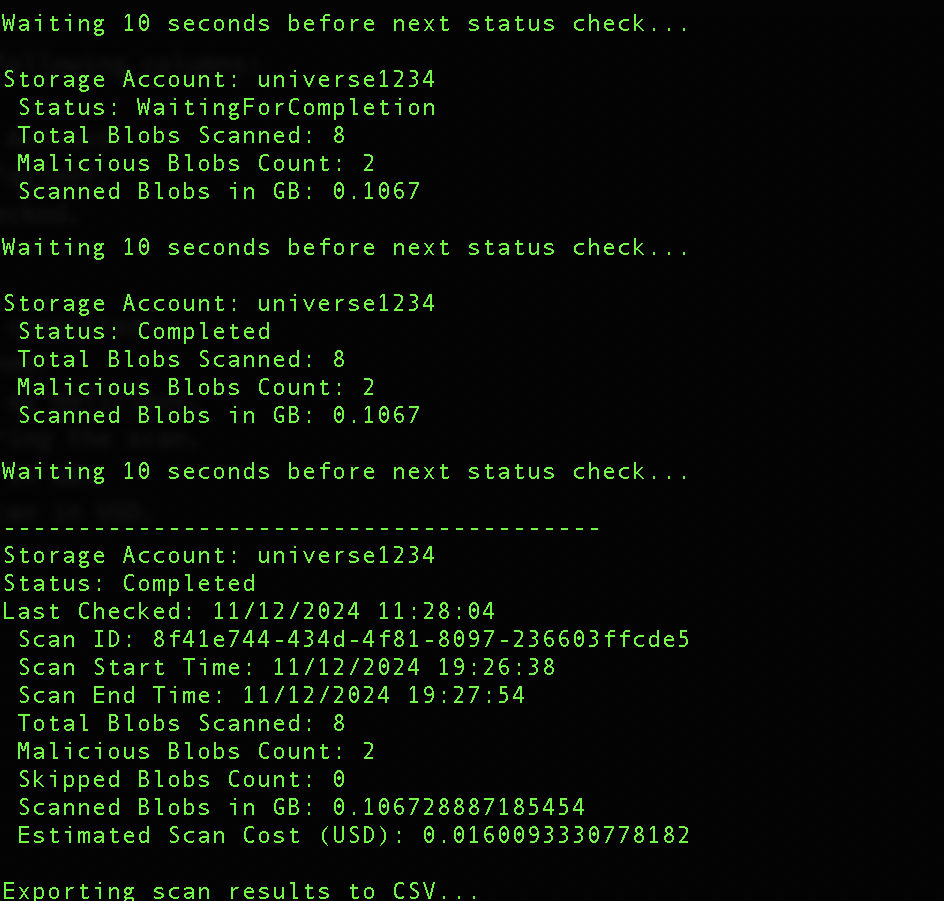 Waiting 10 seconds before next status check...
Storage Account: universe1234
Status: WaitingForCompletion
Total Blobs Scanned: 8
Malicious Blobs Count: 2
Scanned Blobs in GB: 0.1067
Waiting 10 seconds before next status check...
Storage Account: universe1234
Status: Completed
Total Blobs Scanned: 8
Malicious Blobs Count: 2
Scanned Blobs in GB: 0.1067
Waiting 10 seconds before next status check...
----------------------------------------
Storage Account: universe1234
Status: Completed
Last Checked: 11/12/2024 11:28:04
Scan ID: 8f41e744-434d-4f81-8097-236603ffcde5
Scan Start Time: 11/12/2024 19:26:38
Scan End Time: 11/12/2024 19:27:54
Total Blobs Scanned: 8
Malicious Blobs Count: 2
Skipped Blobs Count: 0
Scanned Blobs in GB: 0.106728887185454
Estimated Scan Cost (USD): 0.0160093330778182
Exporting scan results to CSV...